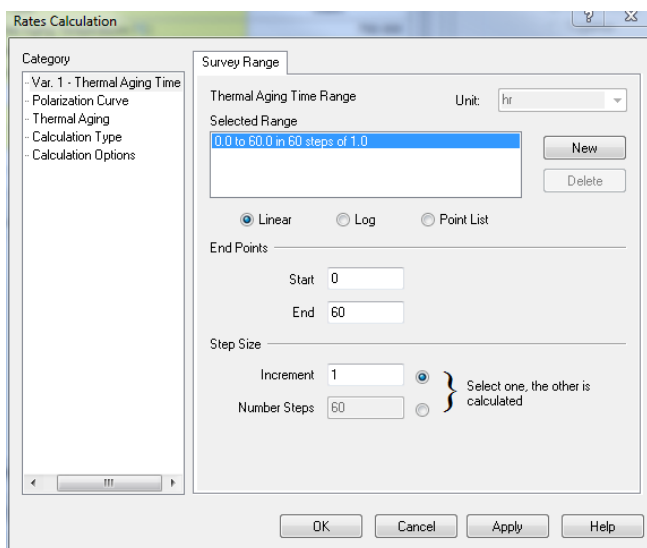 Rates Calculation
Category
Var. 1 - Thermal Aging Time
Polarization Curve
Thermal Aging
Calculation Type
Calculation Options
Survey Range
Thermal Aging Time Range
Unit: hr
Selected Range
0.0 to 60.0 in 60 steps of 1.0
New
Delete
Linear Log Point List
End Points
Start 0
End 60
Step Size
Increment 1
Number Steps 60
Select one, the other is
calculated
OK Cancel Apply Help